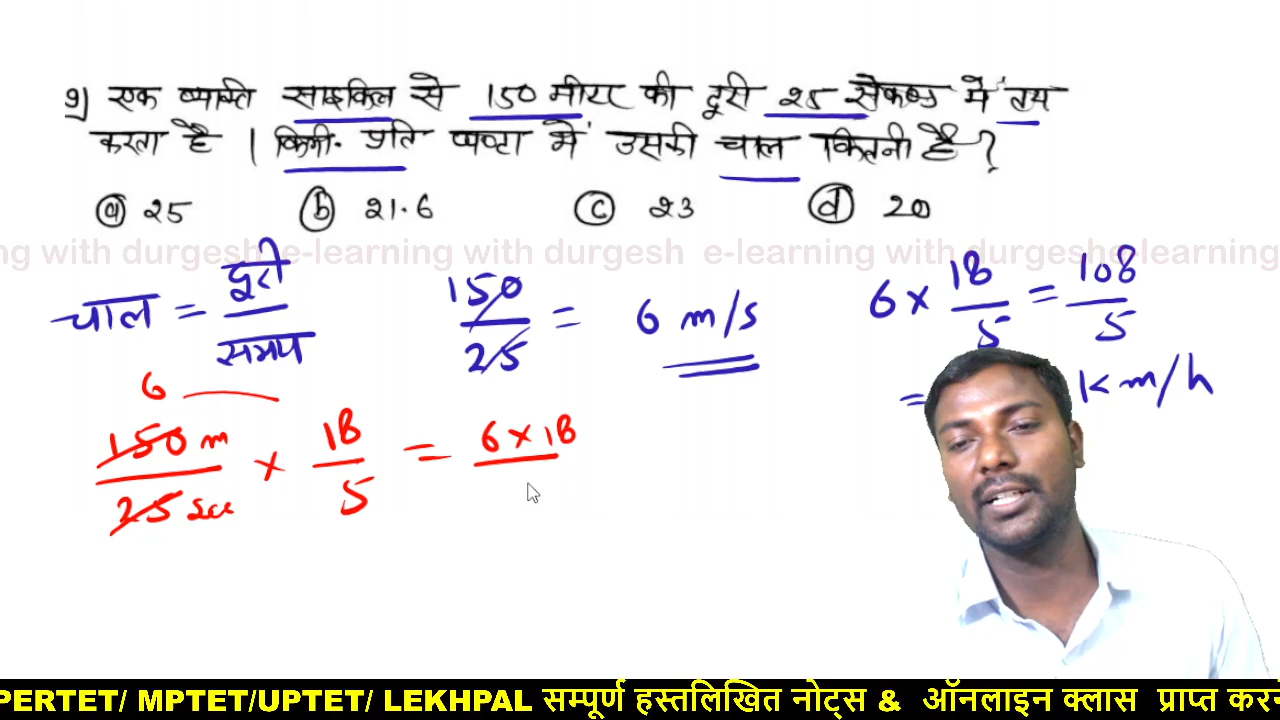 9) एक व्यक्ति साइकिल से 150 मीटर की दूरी 25 सेकण्ड में तय
करता है । किमी. प्रति घण्टा में उसकी चाल कितनी है ?
(a) 25 (b) 21.6 (c) 23 (d) 20
ng with durgesh e-learning with durgesh e-learning with durgesh e-learning
चाल = दूरी / समय
150 / 25 = 6 m/s
6 × 18 / 5 = 108 / 5
= Km/h
6
150 m / 25 sec × 18 / 5 = 6 × 18
PERTET/ MPTET/UPTET/ LEKHPAL सम्पूर्ण हस्तलिखित नोट्स & ऑनलाइन क्लास प्राप्त कर